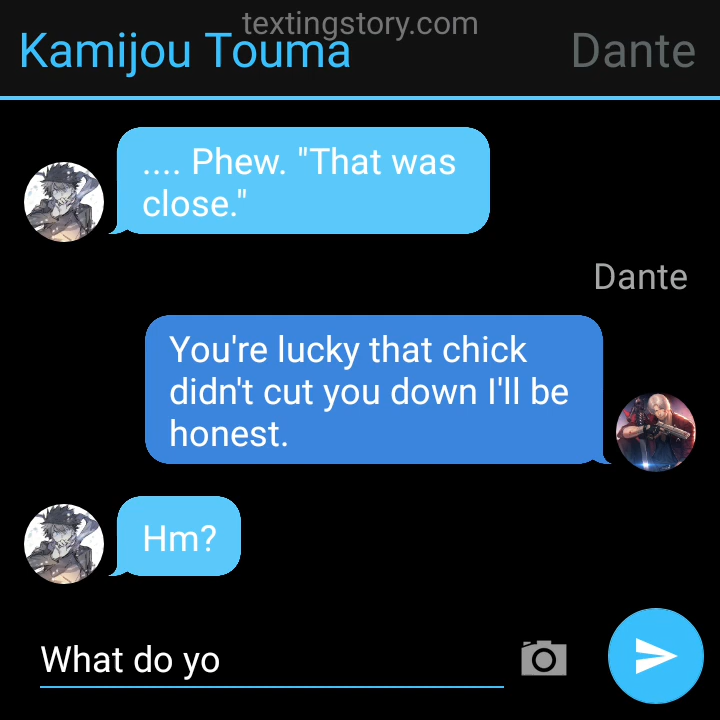 textingstory.com
Kamijou Touma
Dante
.... Phew. "That was
close."
Dante
You're lucky that chick
didn't cut you down I'll be
honest.
Hm?
What do yo